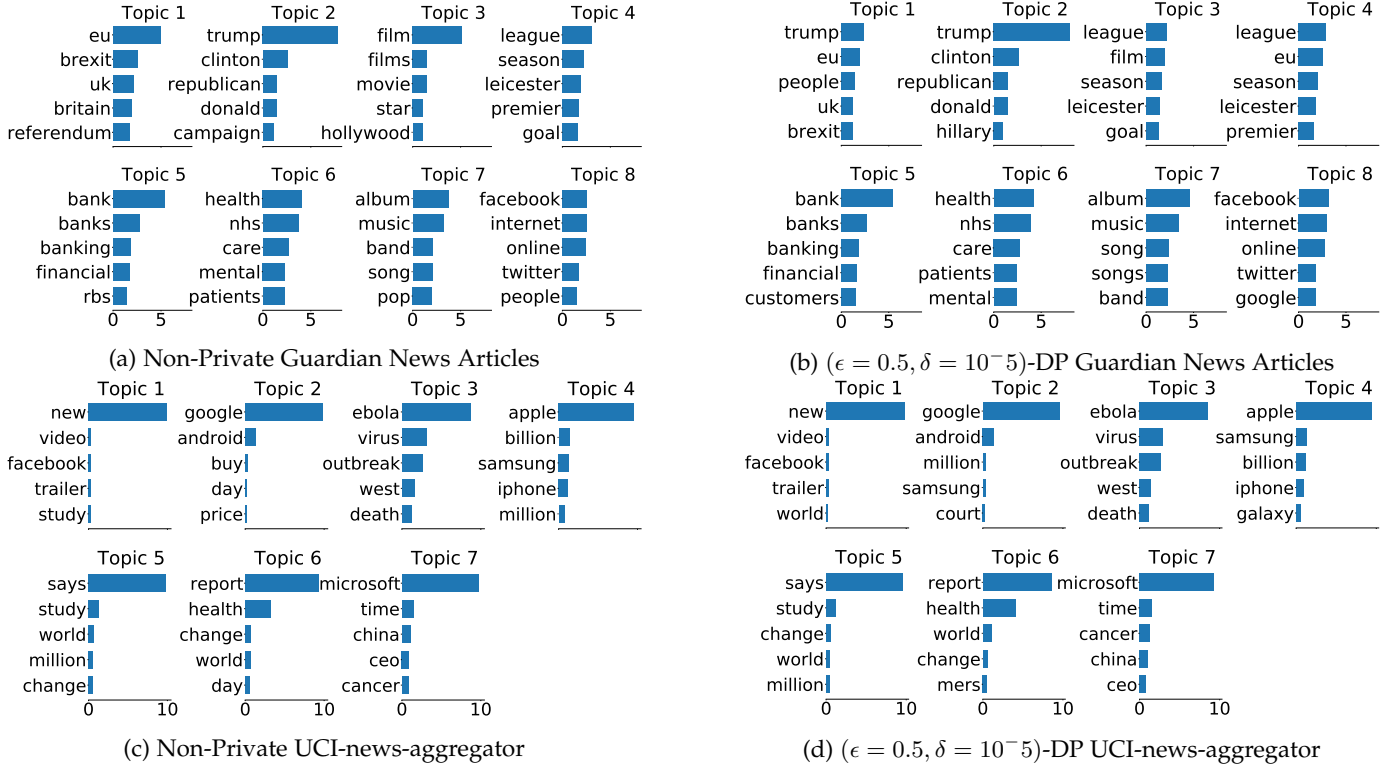 Topic 1 Topic 2 Topic 3 Topic 4
eu trump film league
brexit clinton films season
uk republican movie leicester
britain donald star premier
referendum campaign hollywood goal
Topic 5 Topic 6 Topic 7 Topic 8
bank health album facebook
banks nhs music internet
banking care band online
financial mental song twitter
rbs patients pop people
0 5 0 5 0 5 0 5
(a) Non-Private Guardian News Articles
Topic 1 Topic 2 Topic 3 Topic 4
trump trump league league
eu clinton film eu
people republican season season
uk donald leicester leicester
brexit hillary goal premier
Topic 5 Topic 6 Topic 7 Topic 8
bank health album facebook
banks nhs music internet
banking care song online
financial patients songs twitter
customers mental band google
0 5 0 5 0 5 0 5
(b) (ϵ = 0.5, δ = 10⁻5)-DP Guardian News Articles
Topic 1 Topic 2 Topic 3 Topic 4
new google ebola apple
video android virus billion
facebook buy outbreak samsung
trailer day west iphone
study price death million
Topic 5 Topic 6 Topic 7
says report microsoft
study health time
world change china
million world ceo
change day cancer
0 10 0 10 0 10
(c) Non-Private UCI-news-aggregator
Topic 1 Topic 2 Topic 3 Topic 4
new google ebola apple
video android virus samsung
facebook million outbreak billion
trailer samsung west iphone
world court death galaxy
Topic 5 Topic 6 Topic 7
says report microsoft
study health time
change world cancer
world change china
million mers ceo
0 10 0 10 0 10
(d) (ϵ = 0.5, δ = 10⁻5)-DP UCI-news-aggregator